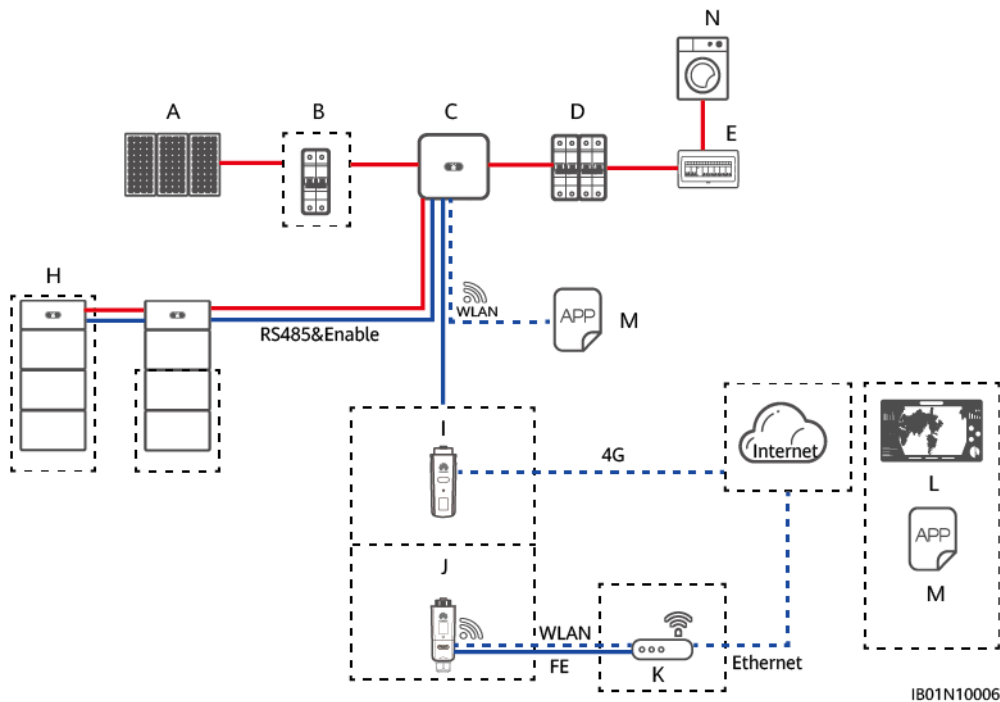 N
A
B
C
D
E
H
WLAN
APP
M
RS485&Enable
I
4G
Internet
L
J
APP
M
WLAN
FE
K
Ethernet
IB01N10006